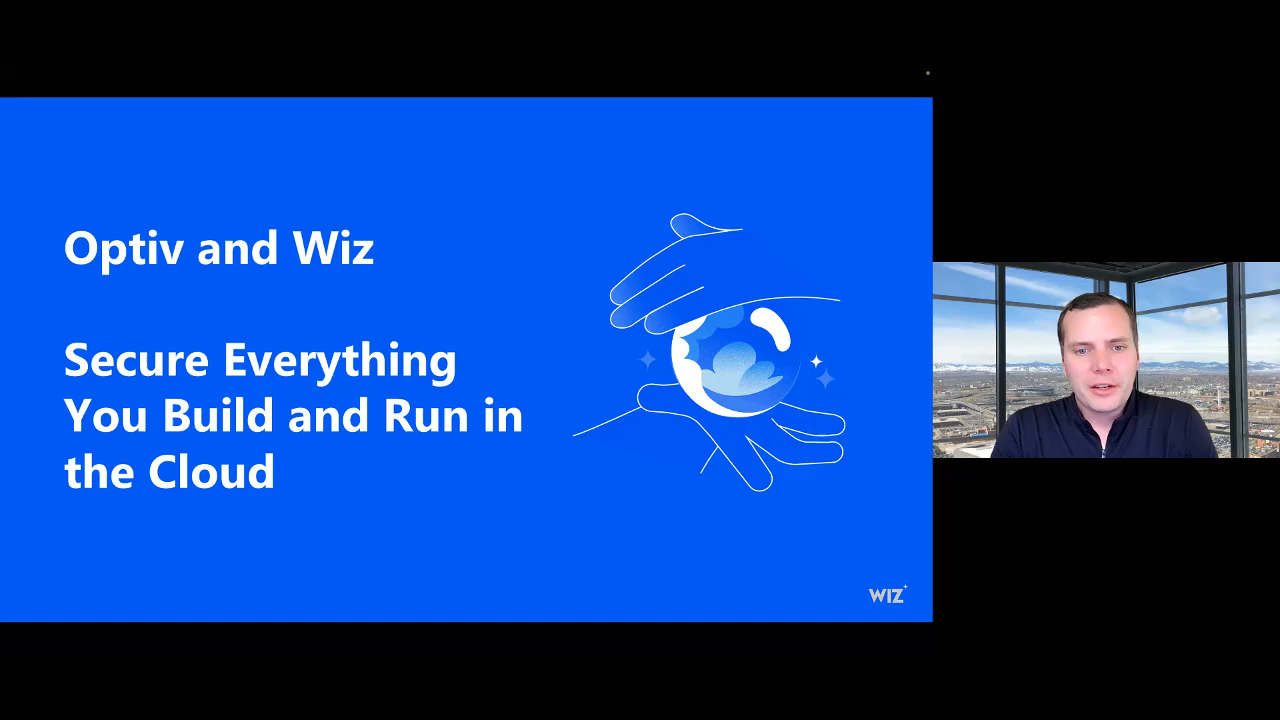 Optiv and Wiz
Secure Everything
You Build and Run in
the Cloud
WIZ